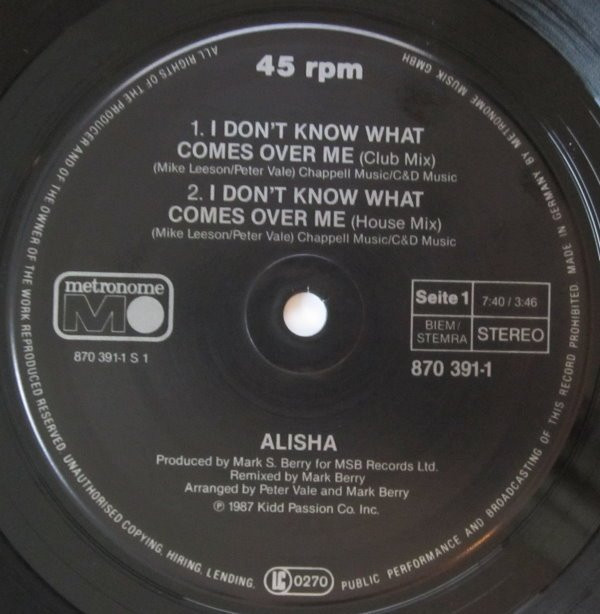 45 rpm
1. I DON'T KNOW WHAT
COMES OVER ME (Club Mix)
(Mike Leeson/Peter Vale) Chappell Music/C&D Music
2. I DON'T KNOW WHAT
COMES OVER ME (House Mix)
(Mike Leeson/Peter Vale) Chappell Music/C&D Music
metronome
M
870 391-1 S 1
Seite 1
7:40 / 3:46
BIEM/
STEMRA
STEREO
870 391-1
ALISHA
Produced by Mark S. Berry for MSB Records Ltd.
Remixed by Mark Berry
Arranged by Peter Vale and Mark Berry
℗ 1987 Kidd Passion Co. Inc.
ALL RIGHTS OF THE PRODUCER AND OF THE OWNER OF THE WORK REPRODUCED RESERVED. UNAUTHORISED COPYING, HIRING, LENDING, PUBLIC PERFORMANCE AND BROADCASTING OF THIS RECORD PROHIBITED. MADE IN GERMANY BY METRONOME MUSIK GMBH
LC 0270